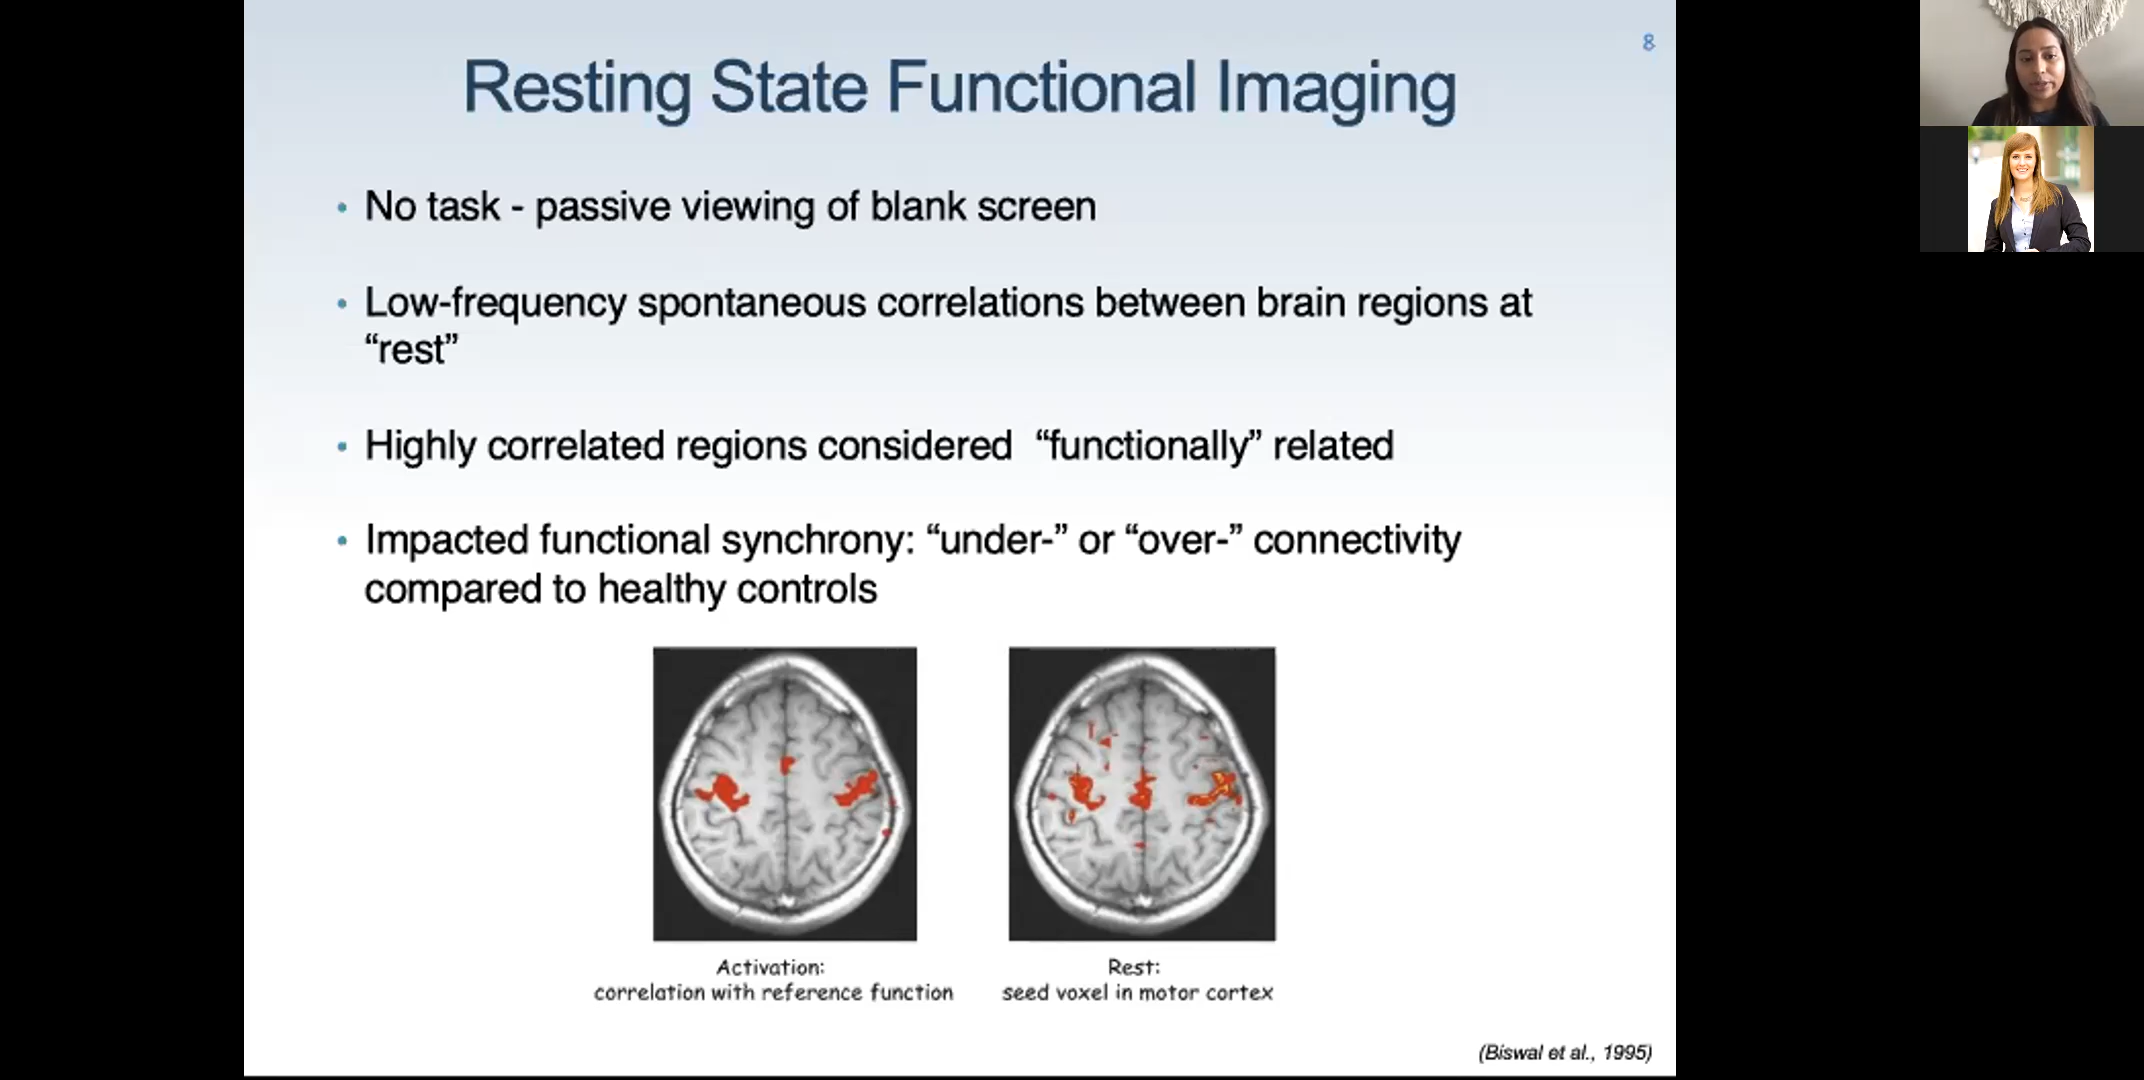 8
Resting State Functional Imaging
• No task - passive viewing of blank screen
• Low-frequency spontaneous correlations between brain regions at
“rest”
• Highly correlated regions considered “functionally” related
• Impacted functional synchrony: “under-” or “over-” connectivity
compared to healthy controls
Activation:
correlation with reference function
Rest:
seed voxel in motor cortex
(Biswal et al., 1995)